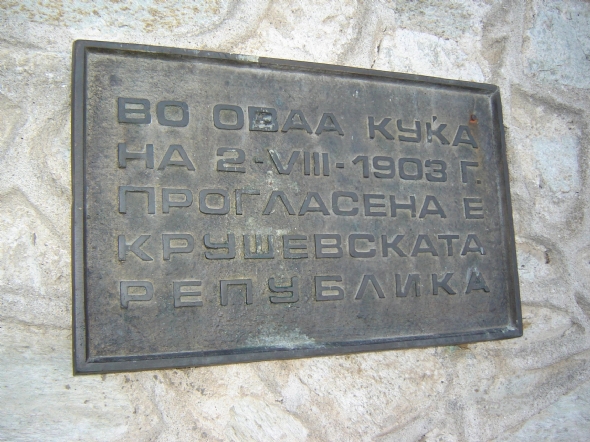 ВО ОВАА КУЌА
НА 2-VIII-1903 Г.
ПРОГЛАСЕНА Е
КРУШЕВСКАТА
РЕПУБЛИКА